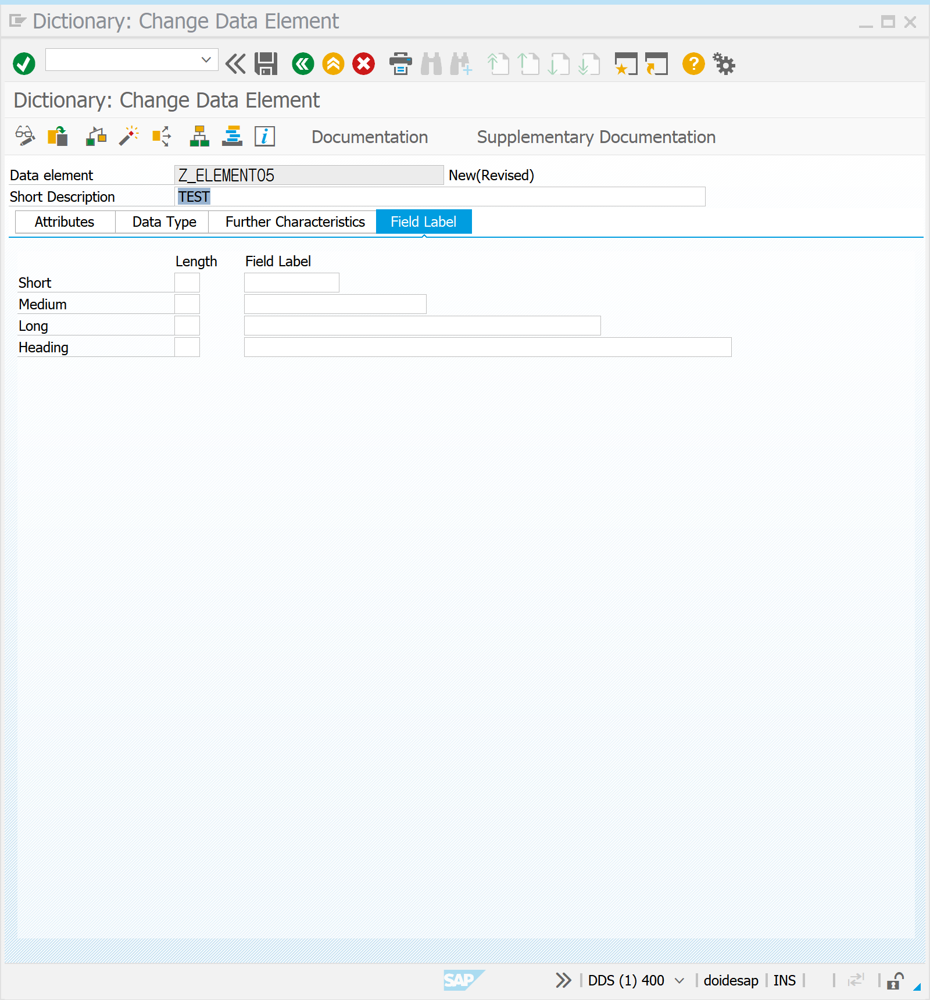 Dictionary: Change Data Element
Dictionary: Change Data Element
Documentation Supplementary Documentation
Data element Z_ELEMENT05 New(Revised)
Short Description TEST
Attributes Data Type Further Characteristics Field Label
Length Field Label
Short
Medium
Long
Heading
SAP DDS (1) 400 doidesap INS